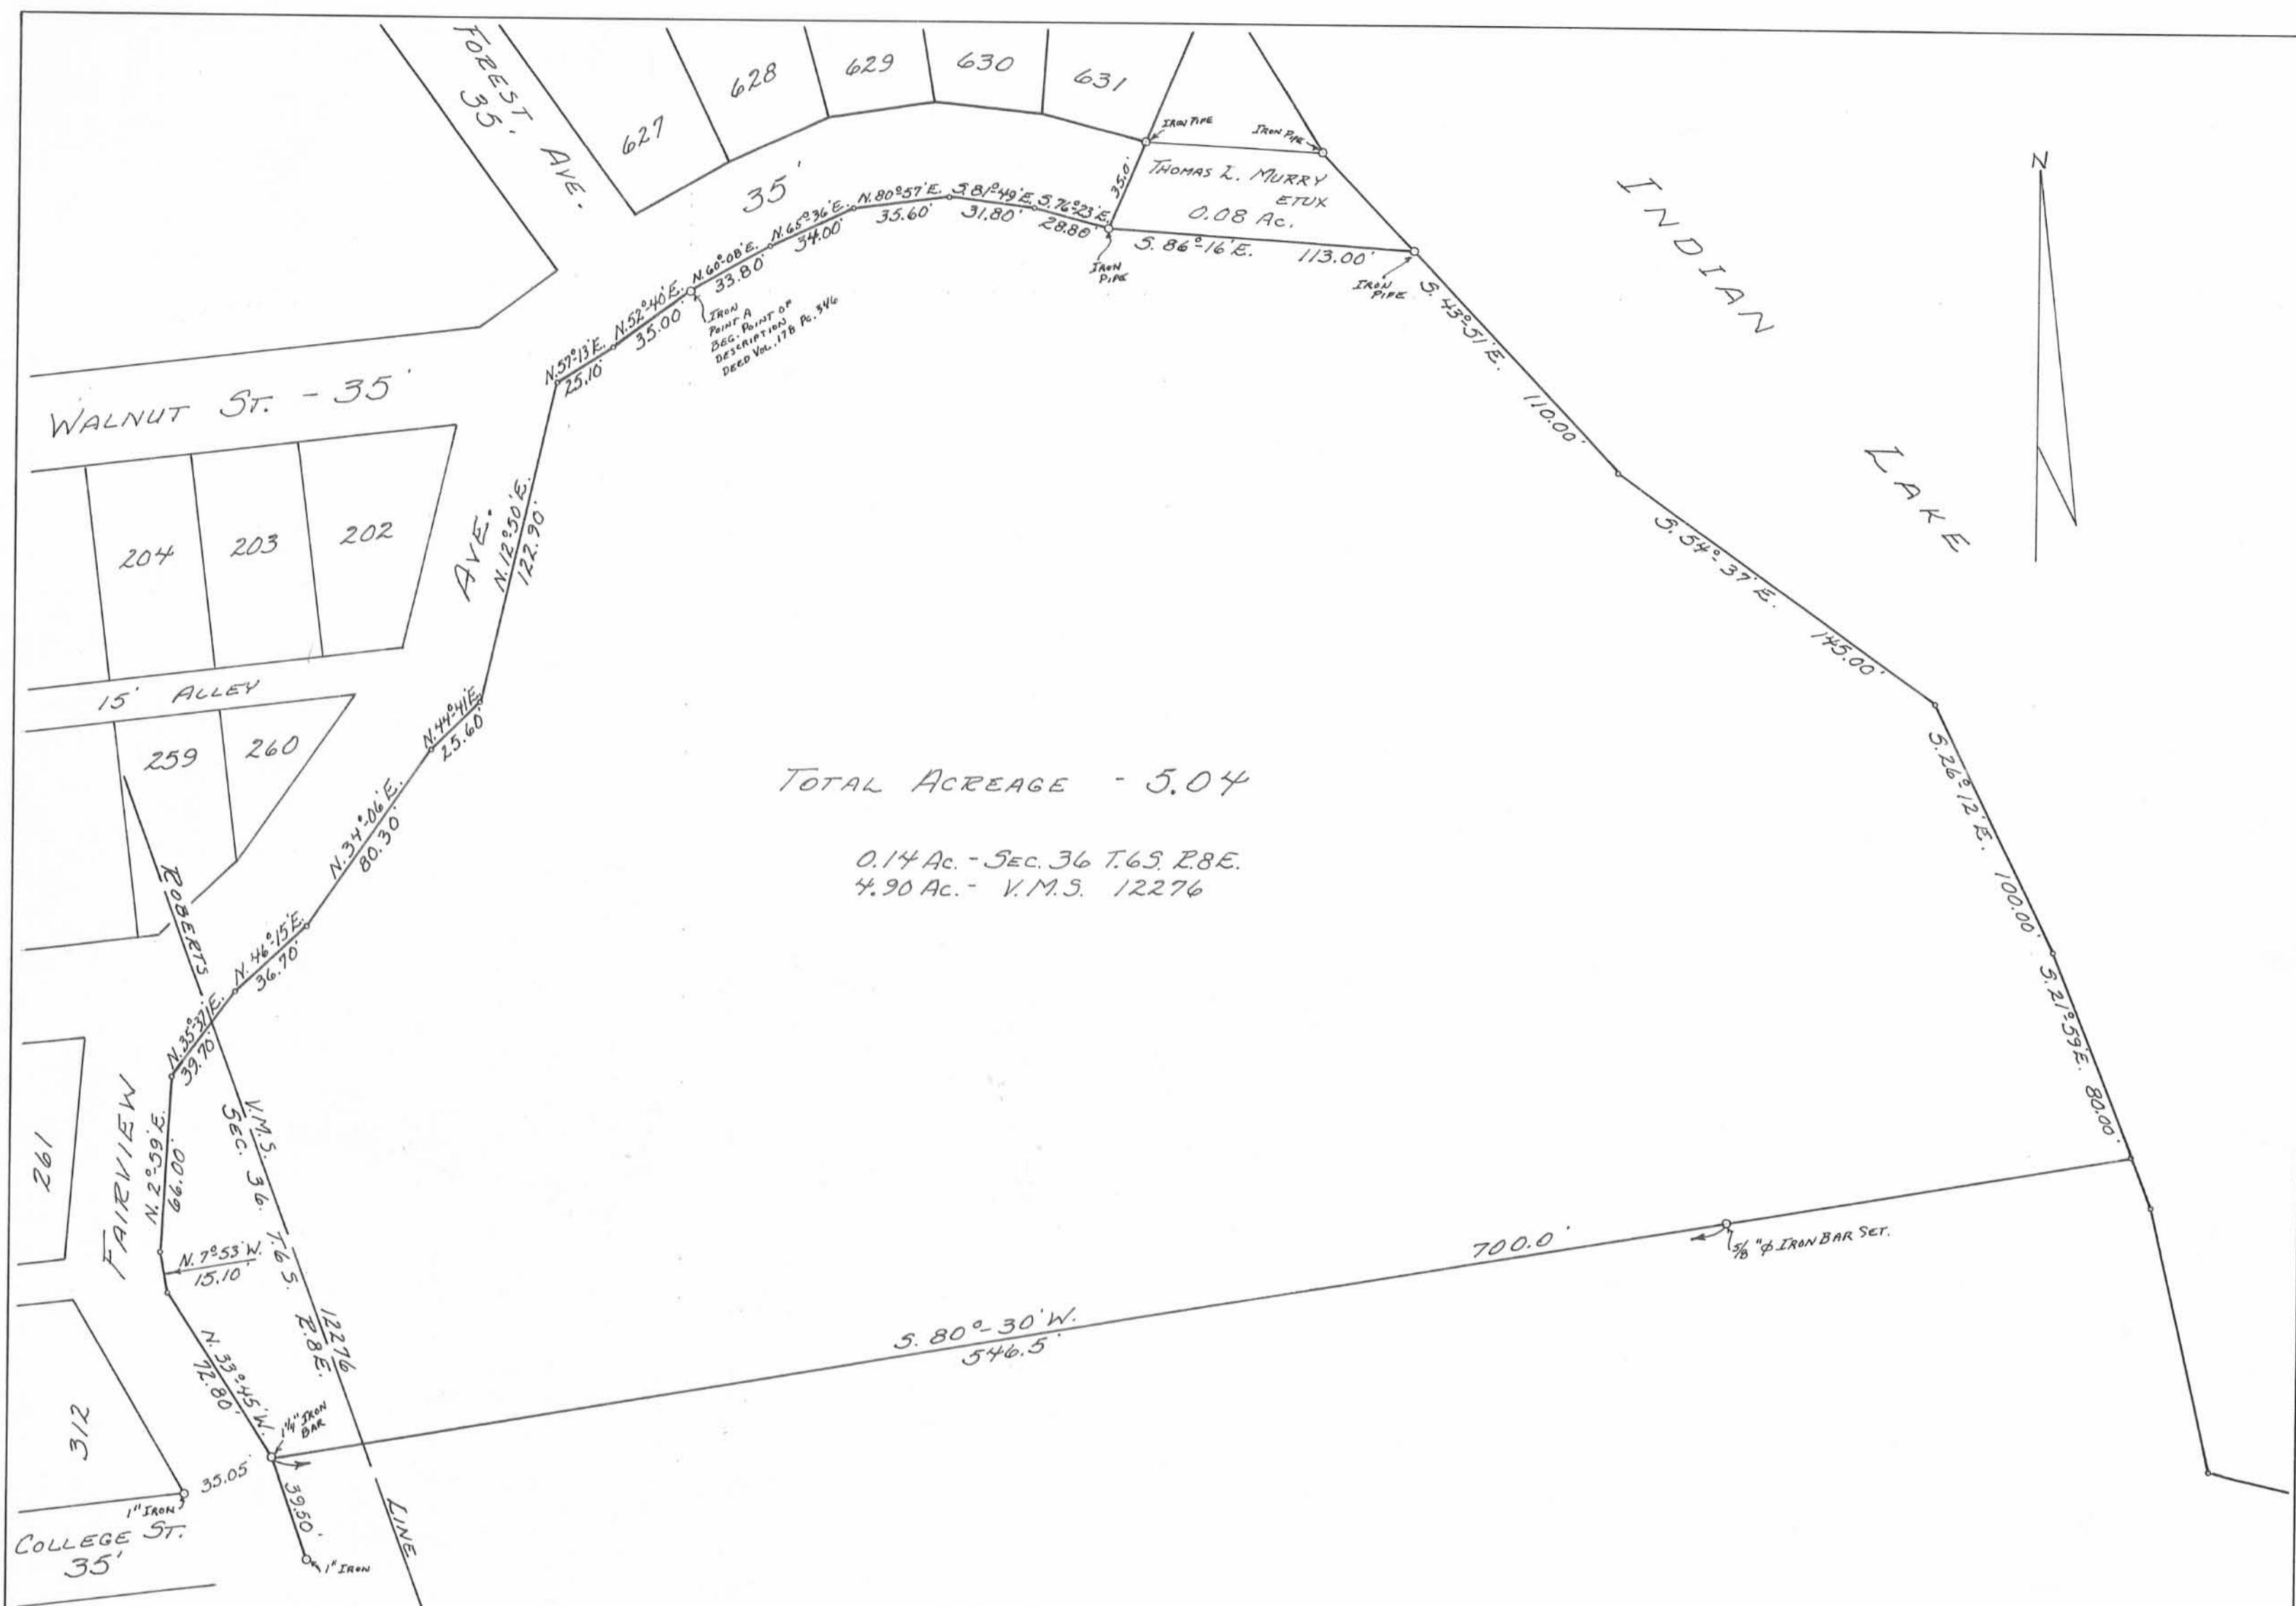 FOREST AVE.
35'
627
628
629
630
631
35'
IRON PIPE
IRON PIPE
THOMAS L. MURRY
ETUX
0.08 AC.
35.0'
N. 57°-13' E.
25.10'
N. 52°-40' E.
35.00'
N. 60°-08' E.
33.80'
N. 65°-36' E.
34.00'
N. 80°57' E.
35.60'
S. 81°-49' E.
31.80'
S. 76°-23' E.
28.80'
S. 86°-16' E. 113.00'
IRON
PIPE
IRON
PIPE
IRON
POINT A
BEG. POINT OF
DESCRIPTION
DEED VOL. 178 PG. 346
INDIAN
LAKE
N
S. 43°-51' E. 110.00'
S. 54°-37' E. 145.00'
S. 26°-12' E. 100.00'
S. 21°-59' E. 80.00'
WALNUT ST. - 35'
204
203
202
AVE.
N. 12°-50' E.
122.90'
15' ALLEY
259
260
N. 44°-41' E.
25.60'
N. 34°-06' E.
80.30'
TOTAL ACREAGE - 5.04
0.14 AC. - SEC. 36 T.6S. R.8E.
4.90 AC. - V.M.S. 12276
ROBERTS
N. 46°-15' E.
36.70'
N. 35°-37' E.
39.70'
261
FAIRVIEW
N. 2°-59' E.
66.00'
V.M.S. 12276
SEC. 36. T.6 S. R.8E.
LINE
N. 7°-53' W.
15.10'
N. 33°-45' W.
72.80'
312
1¼" IRON
BAR
35.05'
1" IRON
39.50'
1" IRON
COLLEGE ST.
35'
S. 80°-30' W.
546.5'
700.0'
5/8" ϕ IRON BAR SET.